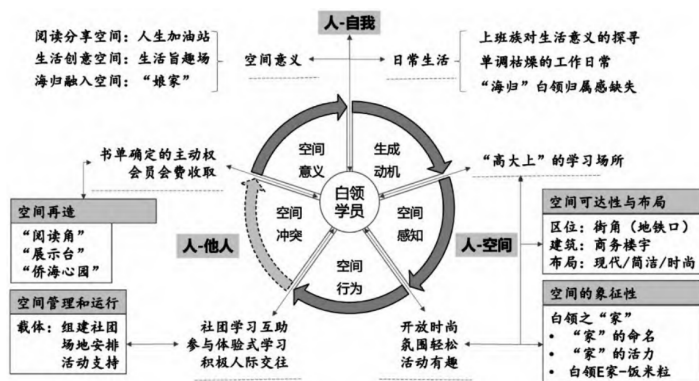 人-自我
阅读分享空间：人生加油站
生活创意空间：生活旨趣场
海归融入空间：“娘家”
空间意义
日常生活
上班族对生活意义的探寻
单调枯燥的工作日常
“海归”白领归属感缺失
书单确定的主动权
会员会费收取
空间
意义
生成
动机
“高大上”的学习场所
白领
学员
空间
冲突
空间
感知
空间
行为
人-他人
人-空间
空间再造
“阅读角”
“展示台”
“侨海心园”
空间管理和运行
载体：组建社团
场地安排
活动支持
社团学习互助
参与体验式学习
积极人际交往
开放时尚
氛围轻松
活动有趣
空间可达性与布局
区位：街角（地铁口）
建筑：商务楼宇
布局：现代/简洁/时尚
空间的象征性
白领之“家”
• “家”的命名
• “家”的活力
• 白领E家-饭米粒